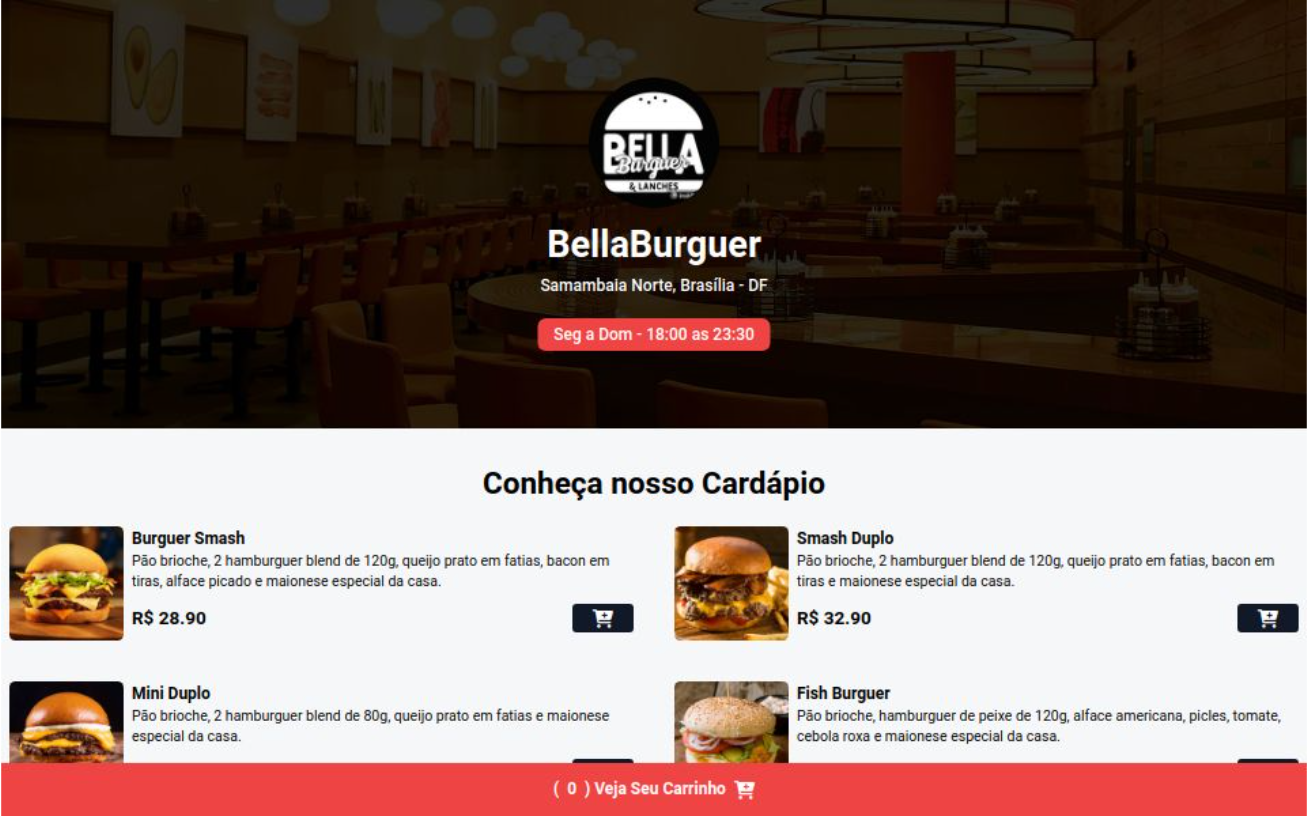 BELLA
Burguer
& LANCHES
BellaBurguer
Samambaia Norte, Brasília - DF
Seg a Dom - 18:00 as 23:30
Conheça nosso Cardápio
Burguer Smash
Pão brioche, 2 hamburguer blend de 120g, queijo prato em fatias, bacon em
tiras, alface picado e maionese especial da casa.
R$ 28.90
Smash Duplo
Pão brioche, 2 hamburguer blend de 120g, queijo prato em fatias, bacon em
tiras e maionese especial da casa.
R$ 32.90
Mini Duplo
Pão brioche, 2 hamburguer blend de 80g, queijo prato em fatias e maionese
especial da casa.
Fish Burguer
Pão brioche, hamburguer de peixe de 120g, alface americana, picles, tomate,
cebola roxa e maionese especial da casa.
( 0 ) Veja Seu Carrinho